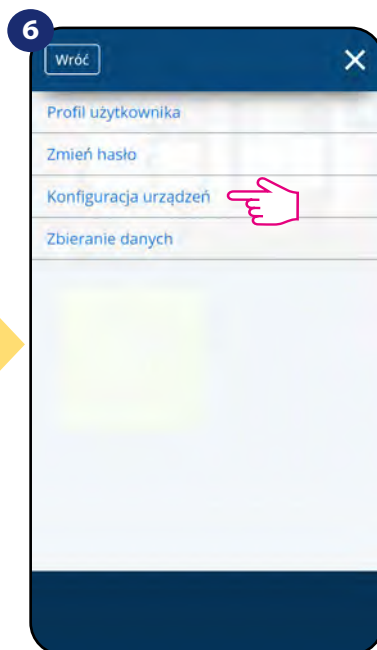 6
Wróć
Profil użytkownika
Zmień hasło
Konfiguracja urządzeń
Zbieranie danych